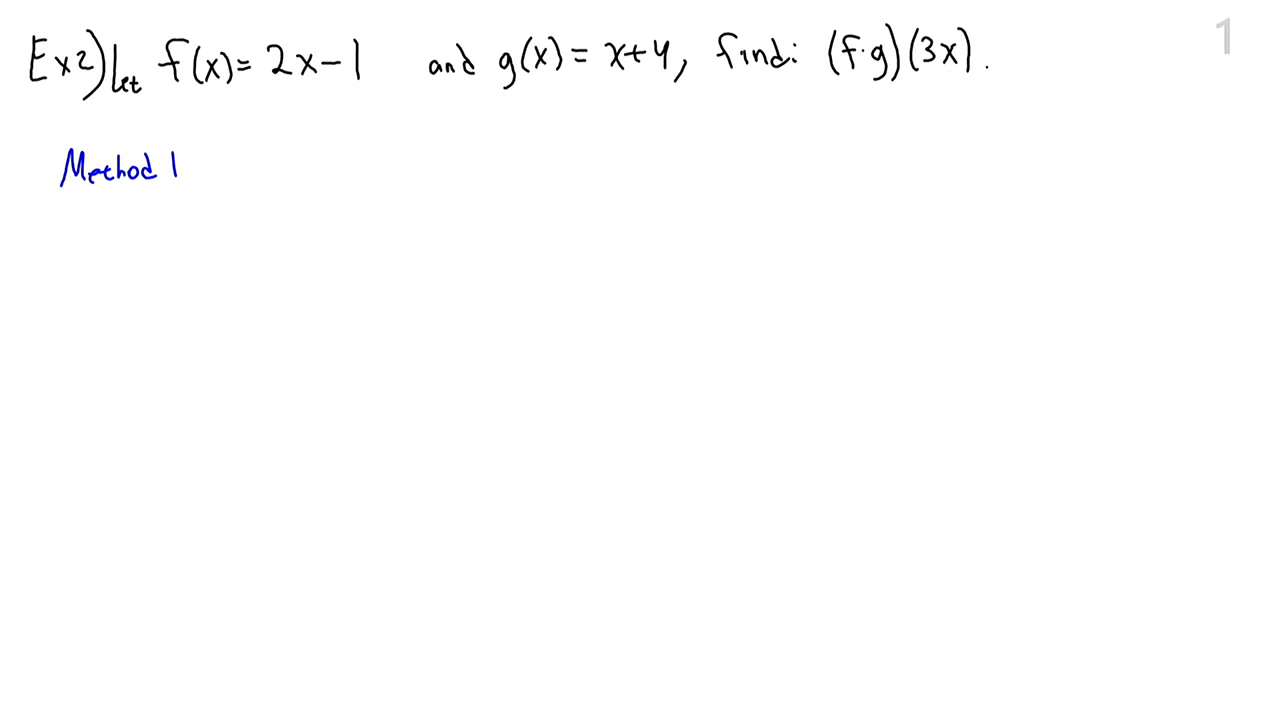 Ex2) Let f(x) = 2x - 1 and g(x) = x + 4, find: (f·g)(3x).
1
Method 1